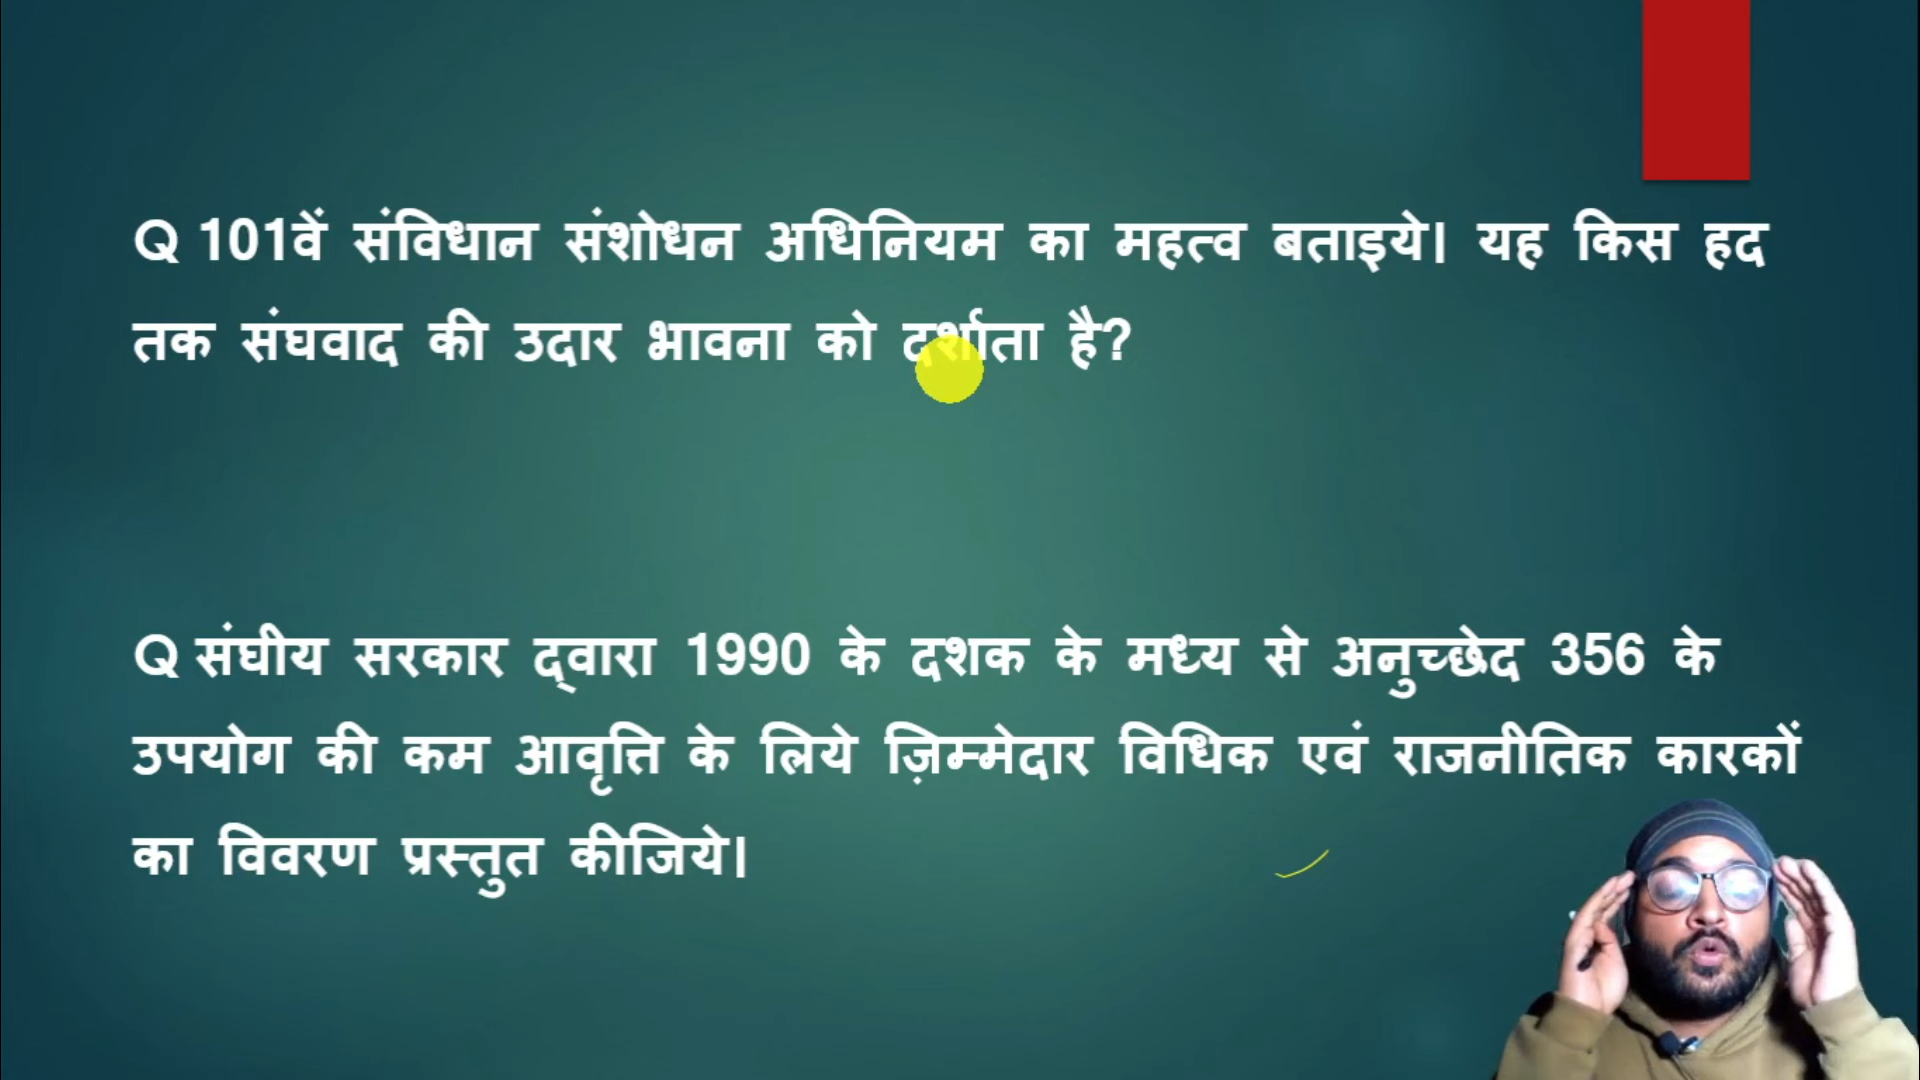 Q 101वें संविधान संशोधन अधिनियम का महत्व बताइये। यह किस हद
तक संघवाद की उदार भावना को दर्शाता है?
Q संघीय सरकार द्वारा 1990 के दशक के मध्य से अनुच्छेद 356 के
उपयोग की कम आवृत्ति के लिये ज़िम्मेदार विधिक एवं राजनीतिक कारकों
का विवरण प्रस्तुत कीजिये।